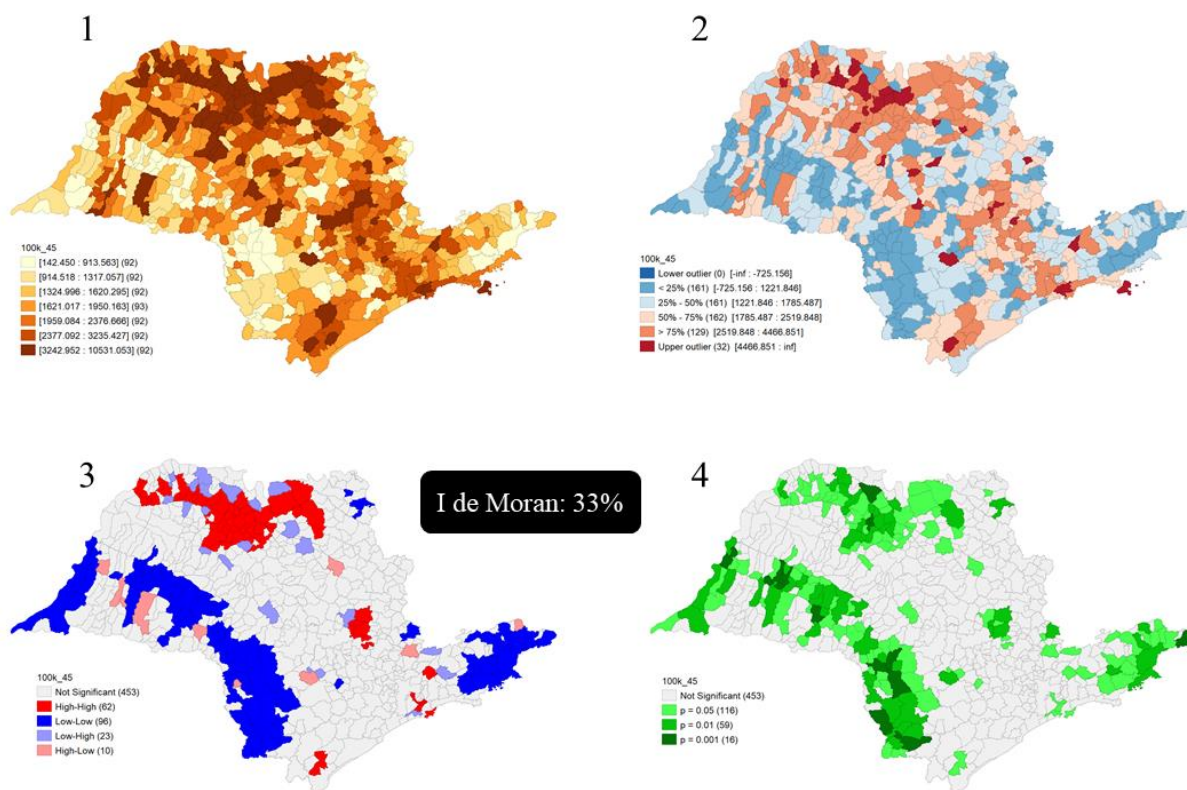 1
100k_45
[142.450 : 913.563] (92)
[914.518 : 1317.057] (92)
[1324.996 : 1620.295] (92)
[1621.017 : 1950.163] (93)
[1959.084 : 2376.666] (92)
[2377.092 : 3235.427] (92)
[3242.952 : 10531.053] (92)
2
100k_45
Lower outlier (0) [-inf : -725.156]
< 25% (161) [-725.156 : 1221.846]
25% - 50% (161) [1221.846 : 1785.487]
50% - 75% (162) [1785.487 : 2519.848]
> 75% (129) [2519.848 : 4466.851]
Upper outlier (32) [4466.851 : inf]
3
100k_45
Not Significant (453)
High-High (62)
Low-Low (96)
Low-High (23)
High-Low (10)
I de Moran: 33%
4
100k_45
Not Significant (453)
p = 0.05 (116)
p = 0.01 (59)
p = 0.001 (16)